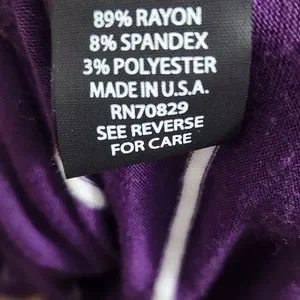 89% RAYON
8% SPANDEX
3% POLYESTER
MADE IN U.S.A.
RN70829
SEE REVERSE
FOR CARE